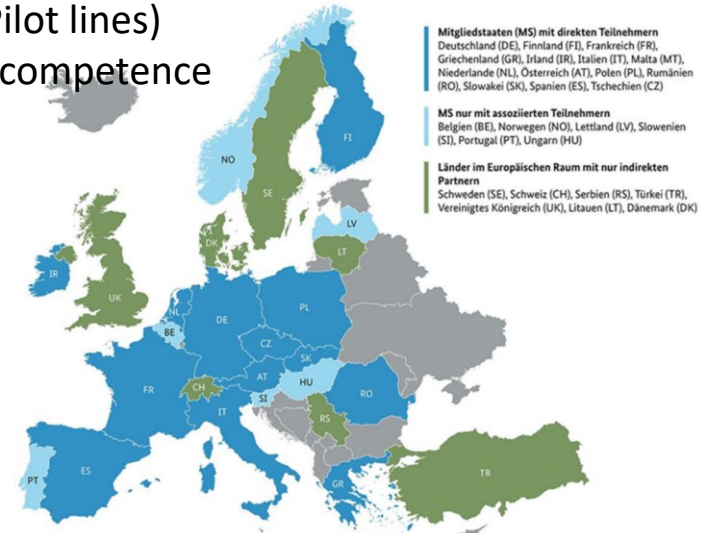 Pilot lines)
competence
Mitgliedstaaten (MS) mit direkten Teilnehmern
Deutschland (DE), Finnland (FI), Frankreich (FR),
Griechenland (GR), Irland (IR), Italien (IT), Malta (MT),
Niederlande (NL), Österreich (AT), Polen (PL), Rumänien
(RO), Slowakei (SK), Spanien (ES), Tschechien (CZ)
MS nur mit assoziierten Teilnehmern
Belgien (BE), Norwegen (NO), Lettland (LV), Slowenien
(SI), Portugal (PT), Ungarn (HU)
Länder im Europäischen Raum mit nur indirekten
Partnern
Schweden (SE), Schweiz (CH), Serbien (RS), Türkei (TR),
Vereinigtes Königreich (UK), Litauen (LT), Dänemark (DK)
FI
NO
SE
LV
DK
LT
IR
UK
NL
DE
PL
BE
CZ
SK
FR
AT
HU
CH
SI
RO
IT
RS
PT
ES
TR
GR